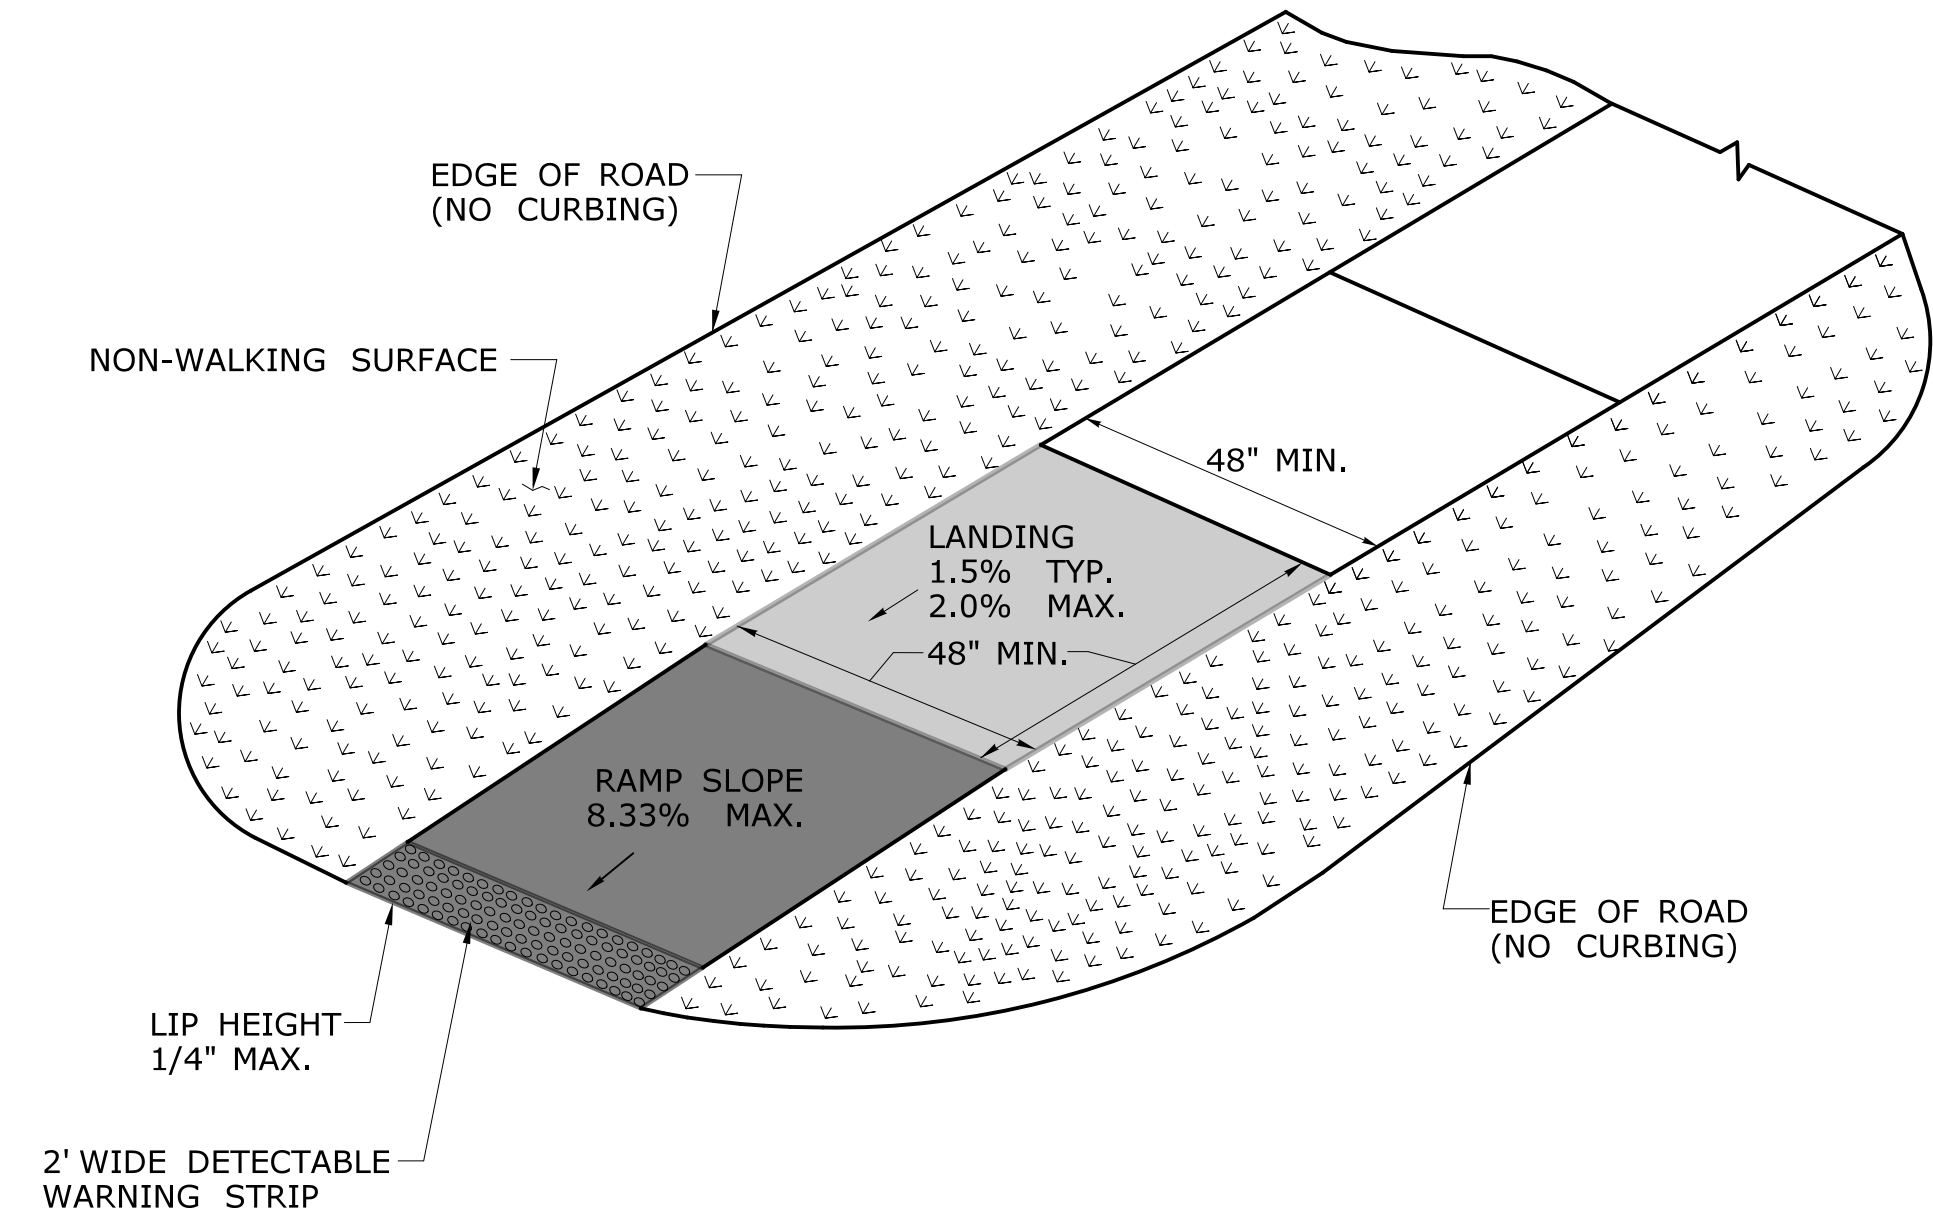 EDGE OF ROAD
(NO CURBING)
NON-WALKING SURFACE
48" MIN.
LANDING
1.5% TYP.
2.0% MAX.
48" MIN.
RAMP SLOPE
8.33% MAX.
EDGE OF ROAD
(NO CURBING)
LIP HEIGHT
1/4" MAX.
2' WIDE DETECTABLE
WARNING STRIP